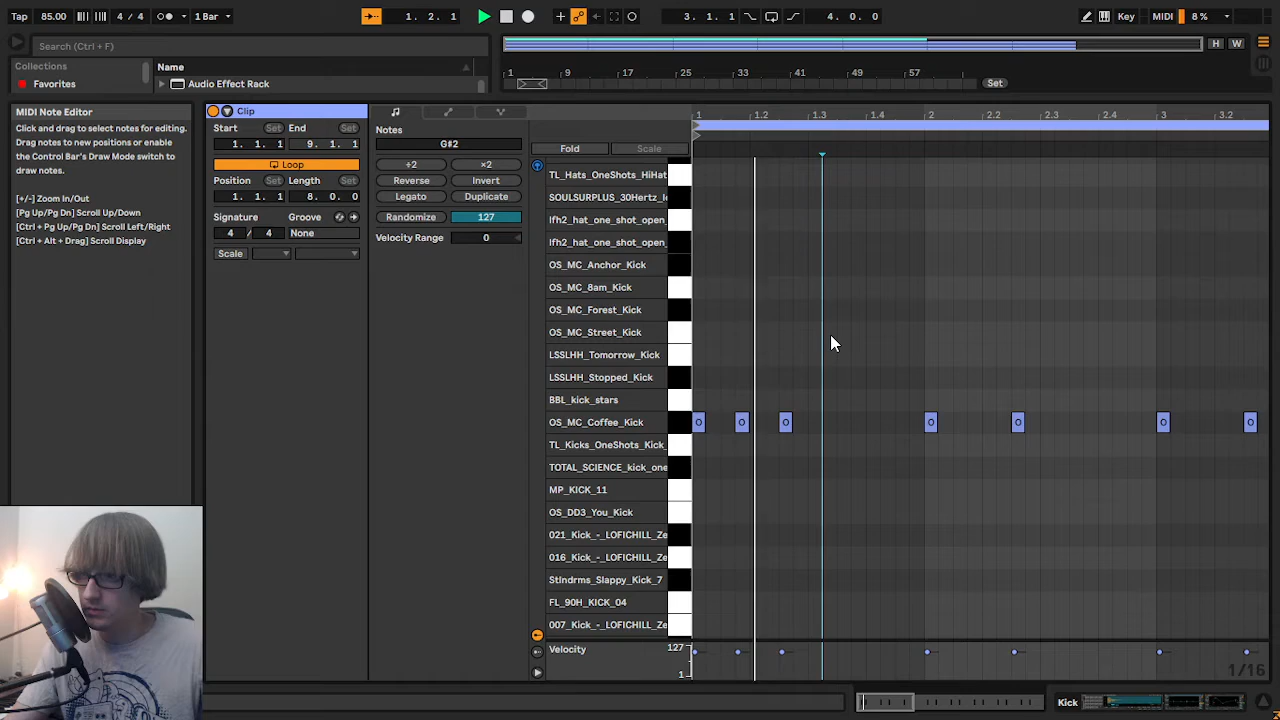 Tap 85.00 4 / 4 1 Bar 1. 2. 1 3. 1. 1 4. 0. 0 Key MIDI 8 %
Search (Ctrl + F)
Collections
Favorites
Name
Audio Effect Rack
1 9 17 25 33 41 49 57
Set
H W
MIDI Note Editor
Click and drag to select notes for editing.
Drag notes to new positions or enable
the Control Bar's Draw Mode switch to
draw notes.
[+/-] Zoom In/Out
[Pg Up/Pg Dn] Scroll Up/Down
[Ctrl + Pg Up/Pg Dn] Scroll Left/Right
[Ctrl + Alt + Drag] Scroll Display
Clip
Start Set End Set
1. 1. 1 9. 1. 1
Loop
Position Set Length Set
1. 1. 1 8. 0. 0
Signature Groove
4 / 4 None
Scale
Notes
G#2
÷2 ×2
Reverse Invert
Legato Duplicate
Randomize 127
Velocity Range 0
Fold Scale
1 1.2 1.3 1.4 2 2.2 2.3 2.4 3 3.2
TL_Hats_OneShots_HiHat
SOULSURPLUS_30Hertz_lo
lfh2_hat_one_shot_open_
lfh2_hat_one_shot_open_
OS_MC_Anchor_Kick
OS_MC_8am_Kick
OS_MC_Forest_Kick
OS_MC_Street_Kick
LSSLHH_Tomorrow_Kick
LSSLHH_Stopped_Kick
BBL_kick_stars
OS_MC_Coffee_Kick
O O O O O O O
TL_Kicks_OneShots_Kick_
TOTAL_SCIENCE_kick_one
MP_KICK_11
OS_DD3_You_Kick
021_Kick_-_LOFICHILL_Ze
016_Kick_-_LOFICHILL_Ze
StIndrms_Slappy_Kick_7
FL_90H_KICK_04
007_Kick_-_LOFICHILL_Ze
Velocity 127
1
1/16
Kick